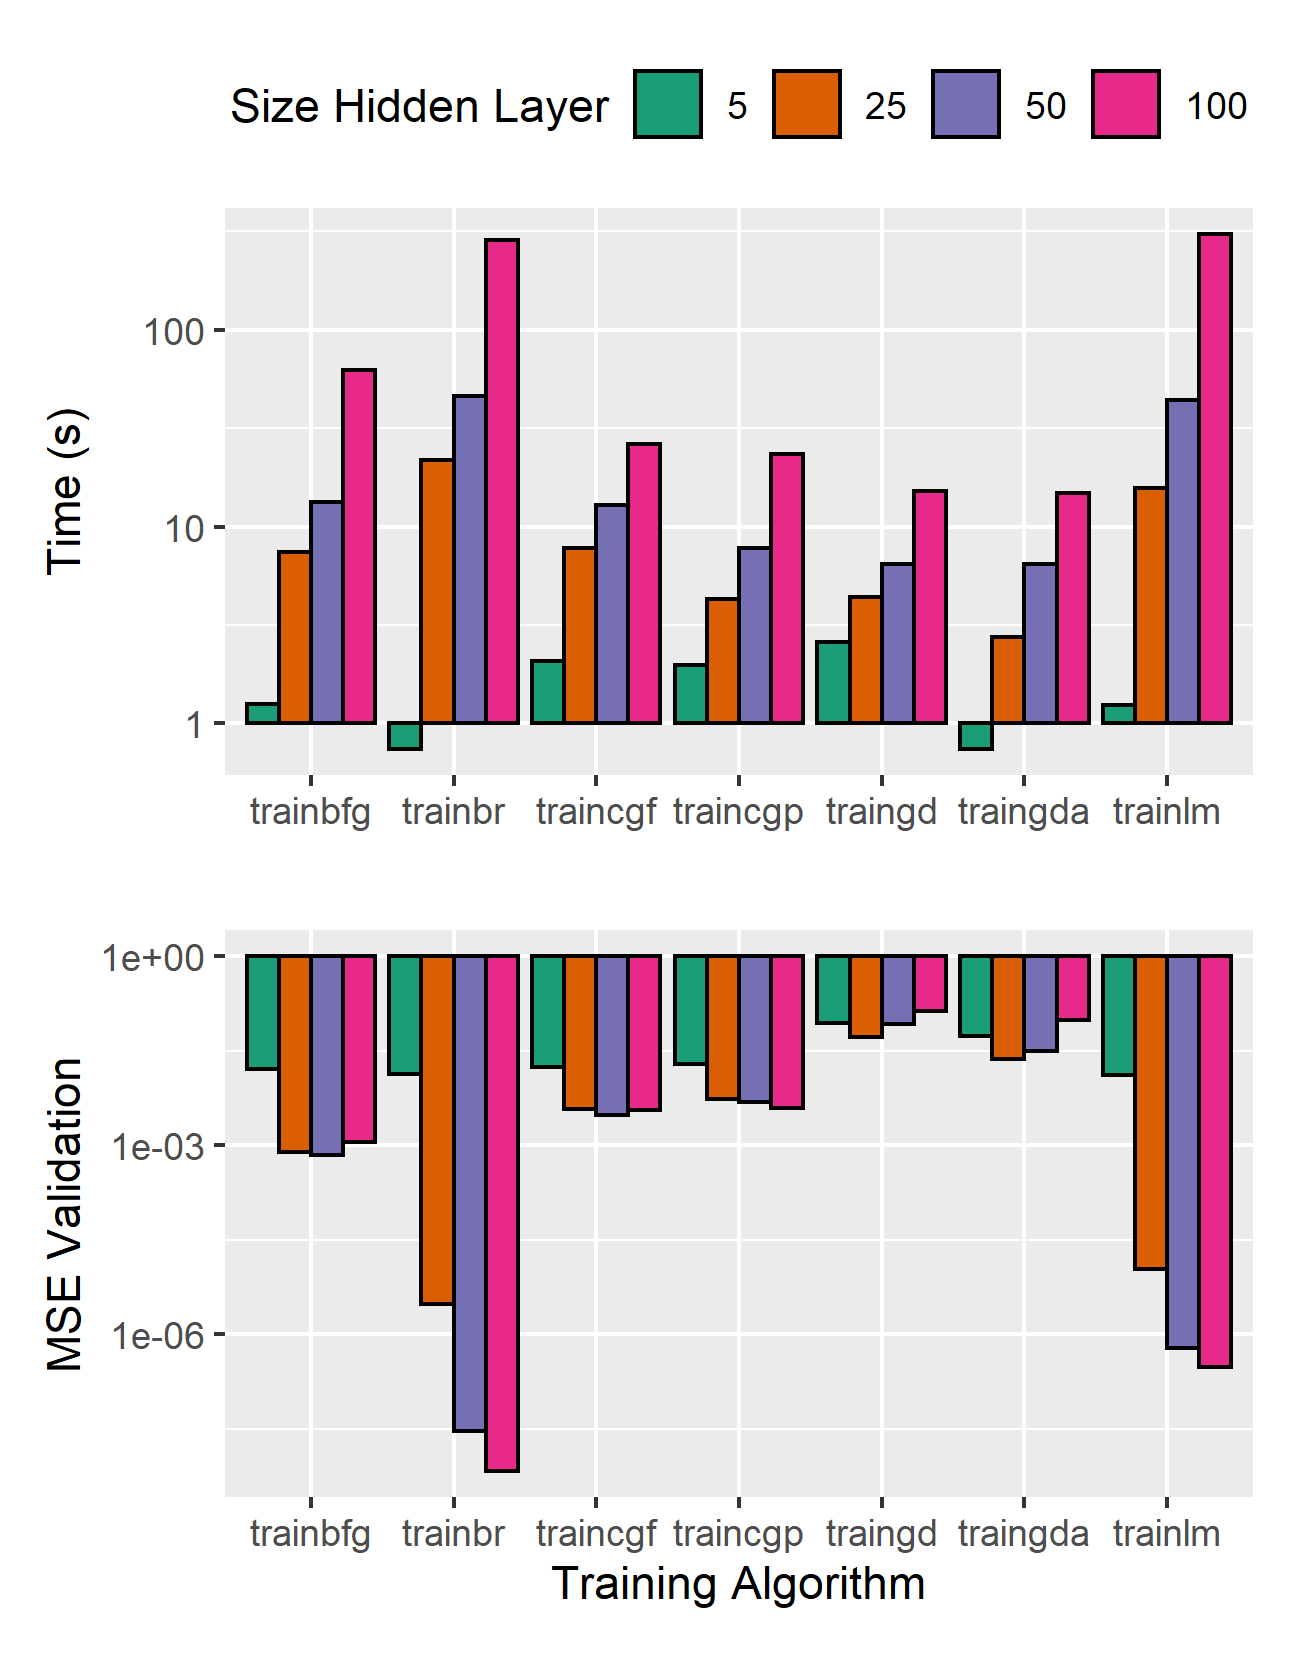 Size Hidden Layer 5 25 50 100
Time (s)
100
10
1
trainbfg trainbr traincgf traincgp traingd traingda trainlm
MSE Validation
1e+00
1e-03
1e-06
trainbfg trainbr traincgf traincgp traingd traingda trainlm
Training Algorithm